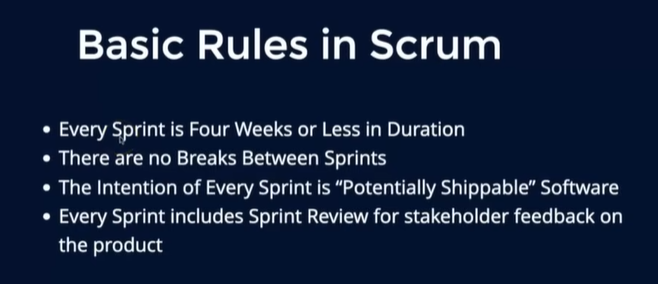 Basic Rules in Scrum
• Every Sprint is Four Weeks or Less in Duration
• There are no Breaks Between Sprints
• The Intention of Every Sprint is “Potentially Shippable” Software
• Every Sprint includes Sprint Review for stakeholder feedback on
the product